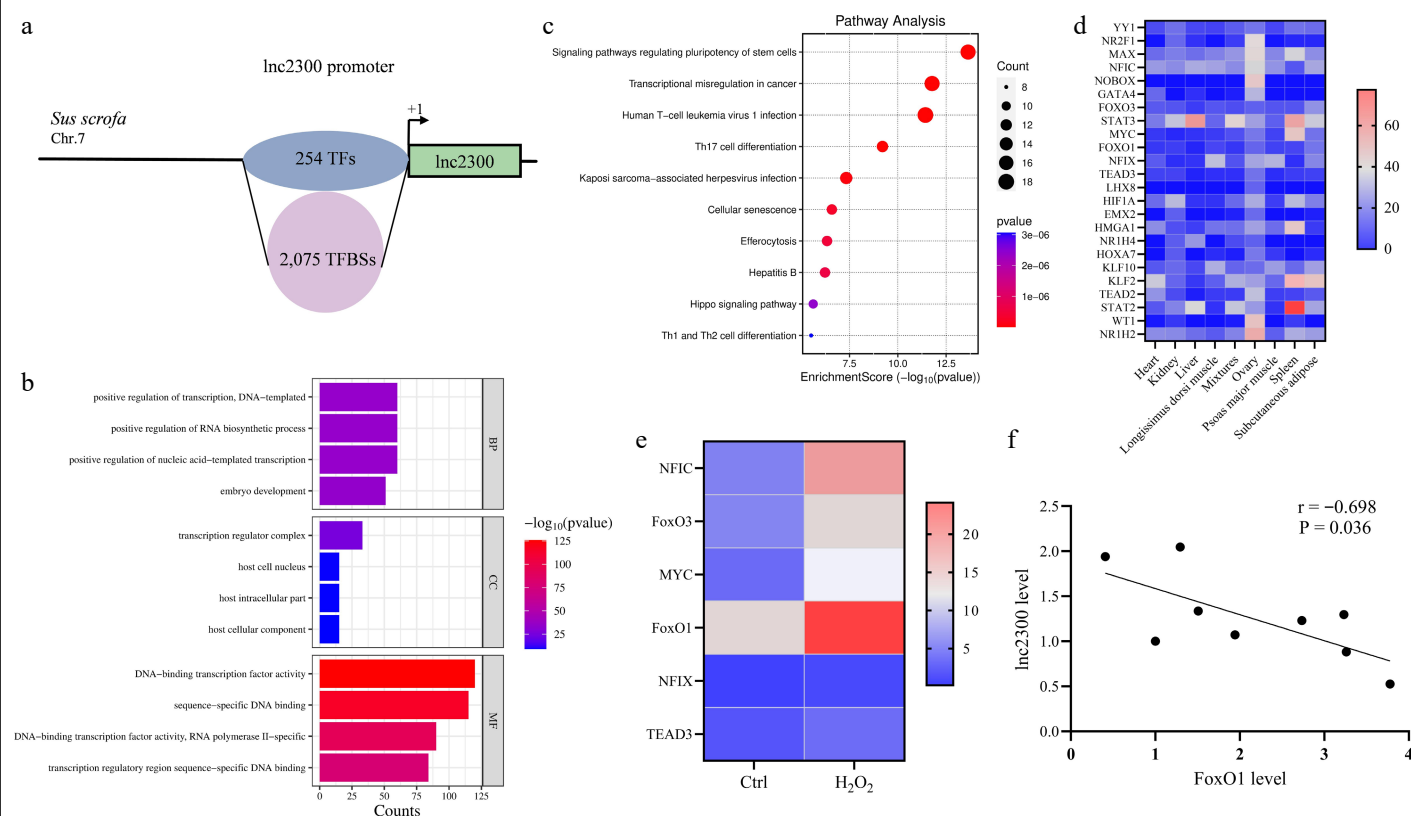 a
lnc2300 promoter
Sus scrofa
Chr.7
+1
254 TFs
lnc2300
2,075 TFBSs
b
positive regulation of transcription, DNA−templated
positive regulation of RNA biosynthetic process
positive regulation of nucleic acid−templated transcription
embryo development
BP
transcription regulator complex
host cell nucleus
host intracellular part
host cellular component
CC
DNA−binding transcription factor activity
sequence−specific DNA binding
DNA−binding transcription factor activity, RNA polymerase II−specific
transcription regulatory region sequence−specific DNA binding
MF
0 25 50 75 100 125
Counts
−log10(pvalue)
125
100
75
50
25
c
Pathway Analysis
Signaling pathways regulating pluripotency of stem cells
Transcriptional misregulation in cancer
Human T−cell leukemia virus 1 infection
Th17 cell differentiation
Kaposi sarcoma−associated herpesvirus infection
Cellular senescence
Efferocytosis
Hepatitis B
Hippo signaling pathway
Th1 and Th2 cell differentiation
7.5 10.0 12.5
EnrichmentScore (−log10(pvalue))
Count
8
10
12
14
16
18
pvalue
3e−06
2e−06
1e−06
d
YY1
NR2F1
MAX
NFIC
NOBOX
GATA4
FOXO3
STAT3
MYC
FOXO1
NFIX
TEAD3
LHX8
HIF1A
EMX2
HMGA1
NR1H4
HOXA7
KLF10
KLF2
TEAD2
STAT2
WT1
NR1H2
Heart
Kidney
Liver
Longissimus dorsi muscle
Mixtures
Ovary
Psoas major muscle
Spleen
Subcutaneous adipose
60
40
20
0
e
NFIC
FoxO3
MYC
FoxO1
NFIX
TEAD3
Ctrl H2O2
20
15
10
5
f
r = −0.698
P = 0.036
lnc2300 level
2.5
2.0
1.5
1.0
0.5
0.0
0 1 2 3 4
FoxO1 level